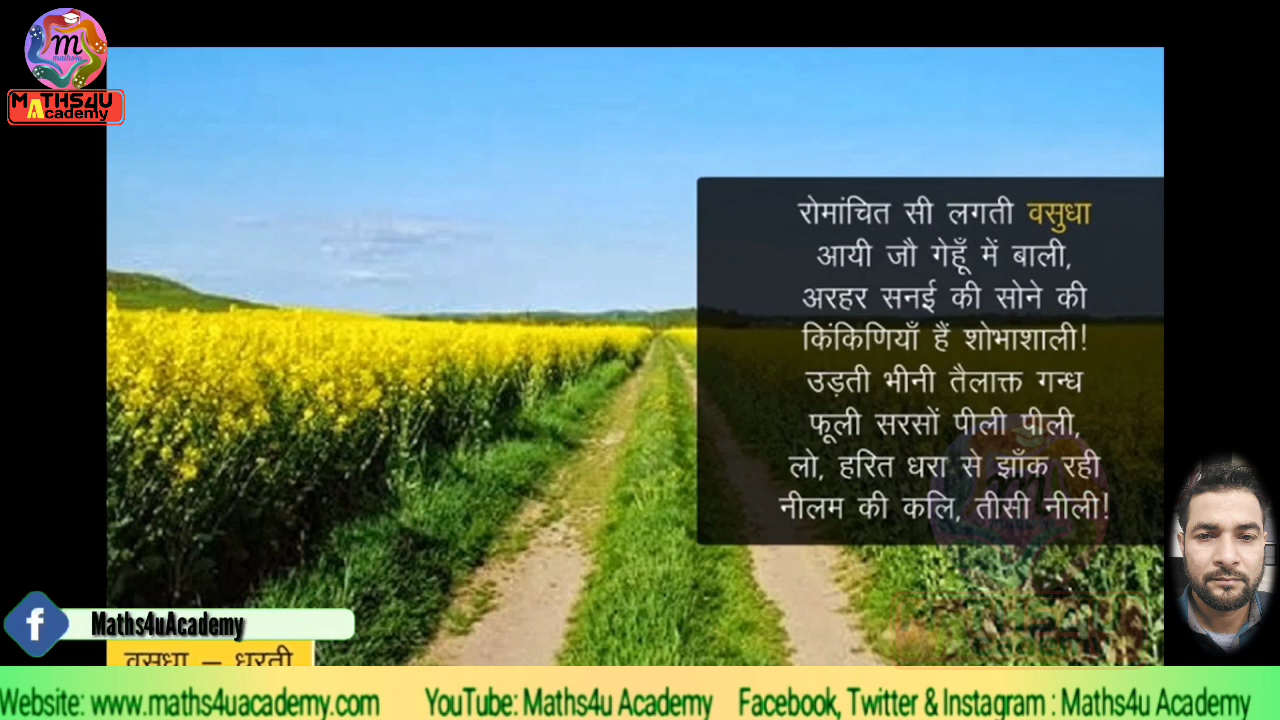 m
maths4u
MATHS4U
Academy
रोमांचित सी लगती वसुधा
आयी जौ गेहूँ में बाली,
अरहर सनई की सोने की
किंकिणियाँ हैं शोभाशाली!
उड़ती भीनी तैलाक्त गन्ध
फूली सरसों पीली पीली,
लो, हरित धरा से झाँक रही
नीलम की कलि, तीसी नीली!
f Maths4uAcademy
वसुधा – धरती
Website: www.maths4uacademy.com YouTube: Maths4u Academy Facebook, Twitter & Instagram : Maths4u Academy